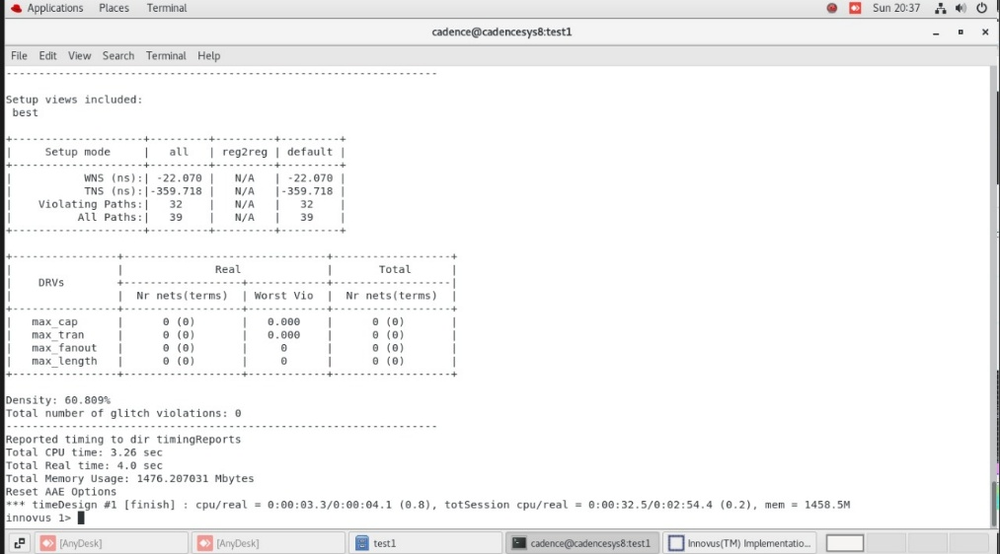 Applications Places Terminal Sun 20:37
cadence@cadencesys8:test1
File Edit View Search Terminal Help
--------------------------------------------------------------------
Setup views included:
 best
+--------------------+---------+---------+---------+
|     Setup mode     |   all   | reg2reg | default |
+--------------------+---------+---------+---------+
|           WNS (ns):| -22.070 |   N/A   | -22.070 |
|           TNS (ns):|-359.718 |   N/A   |-359.718 |
|    Violating Paths:|   32    |   N/A   |   32    |
|          All Paths:|   39    |   N/A   |   39    |
+--------------------+---------+---------+---------+
+----------------+-------------------------------+------------------+
|                |              Real             |       Total      |
|    DRVs        +------------------+------------+------------------|
|                |  Nr nets(terms)  | Worst Vio  |  Nr nets(terms)  |
+----------------+------------------+------------+------------------+
|   max_cap      |      0 (0)       |   0.000    |      0 (0)       |
|   max_tran     |      0 (0)       |   0.000    |      0 (0)       |
|   max_fanout   |      0 (0)       |     0      |      0 (0)       |
|   max_length   |      0 (0)       |     0      |      0 (0)       |
+----------------+------------------+------------+------------------+
Density: 60.809%
Total number of glitch violations: 0
--------------------------------------------------------------------
Reported timing to dir timingReports
Total CPU time: 3.26 sec
Total Real time: 4.0 sec
Total Memory Usage: 1476.207031 Mbytes
Reset AAE Options
*** timeDesign #1 [finish] : cpu/real = 0:00:03.3/0:00:04.1 (0.8), totSession cpu/real = 0:00:32.5/0:02:54.4 (0.2), mem = 1458.5M
innovus 1>
[AnyDesk] [AnyDesk] test1 cadence@cadencesys8:test1 Innovus(TM) Implementatio...